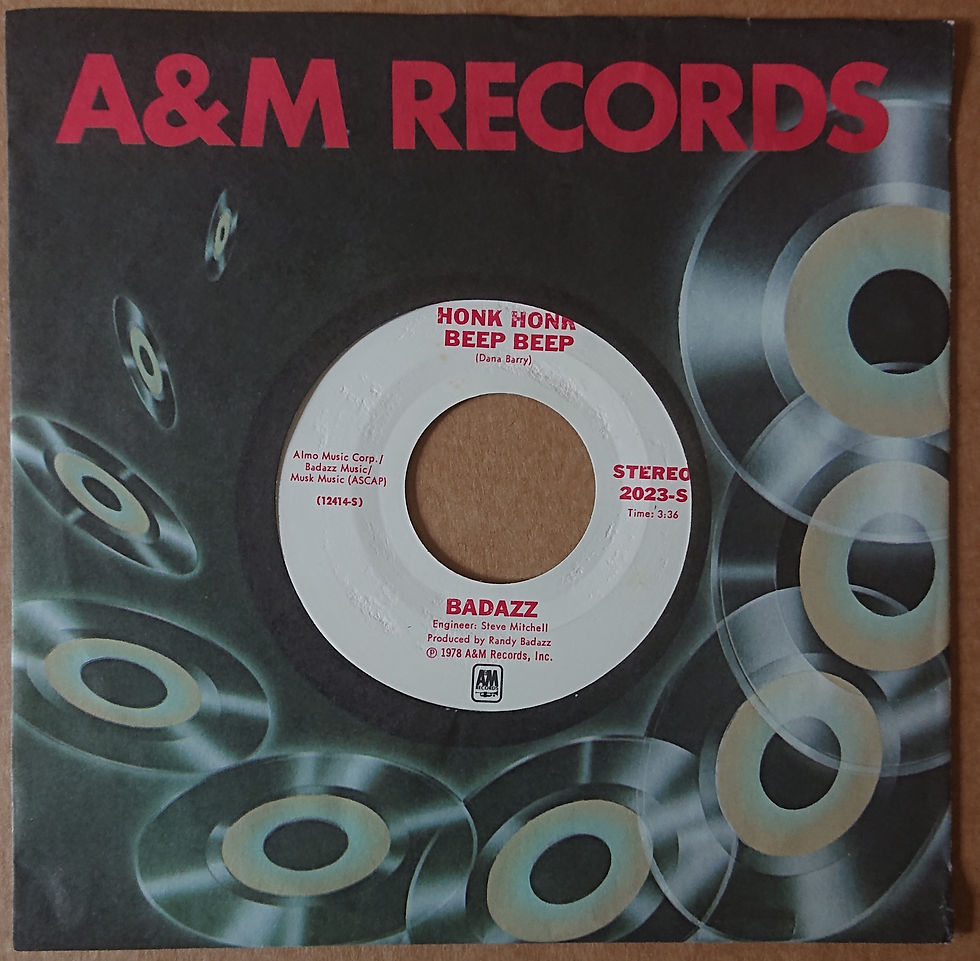 A&M RECORDS
HONK HONK
BEEP BEEP
(Dana Barry)
Almo Music Corp./
Badazz Music/
Musk Music (ASCAP)
(12414-S)
STEREO
2023-S
Time: 3:36
BADAZZ
Engineer: Steve Mitchell
Produced by Randy Badazz
℗ 1978 A&M Records, Inc.
A&M
RECORDS